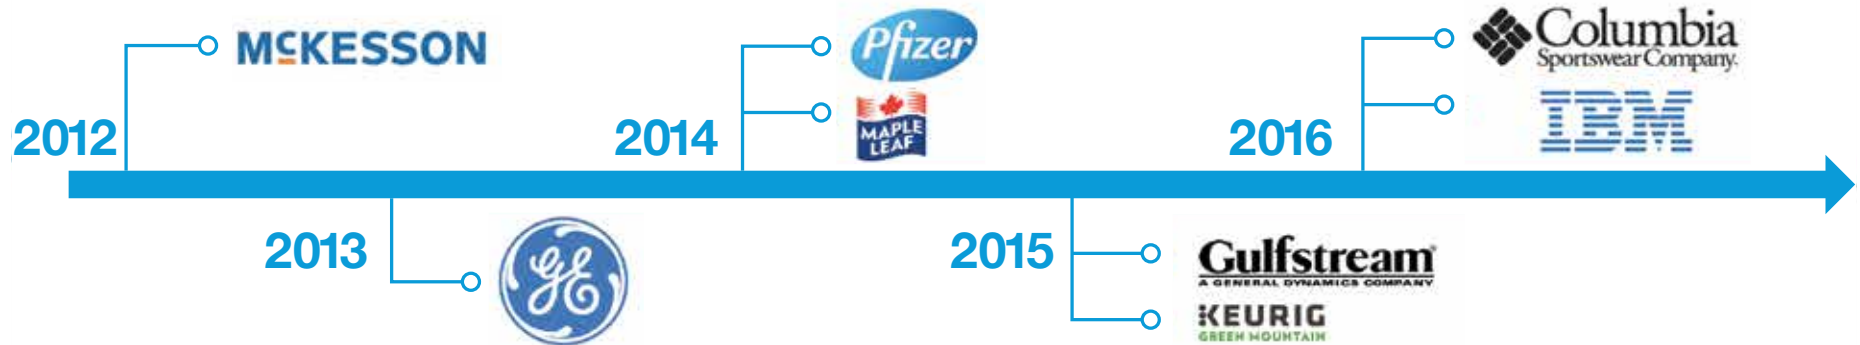 2012
McKESSON
2013
GE
2014
Pfizer
MAPLE
LEAF
2015
Gulfstream
A GENERAL DYNAMICS COMPANY
KEURIG
GREEN MOUNTAIN
2016
Columbia
Sportswear Company.
IBM